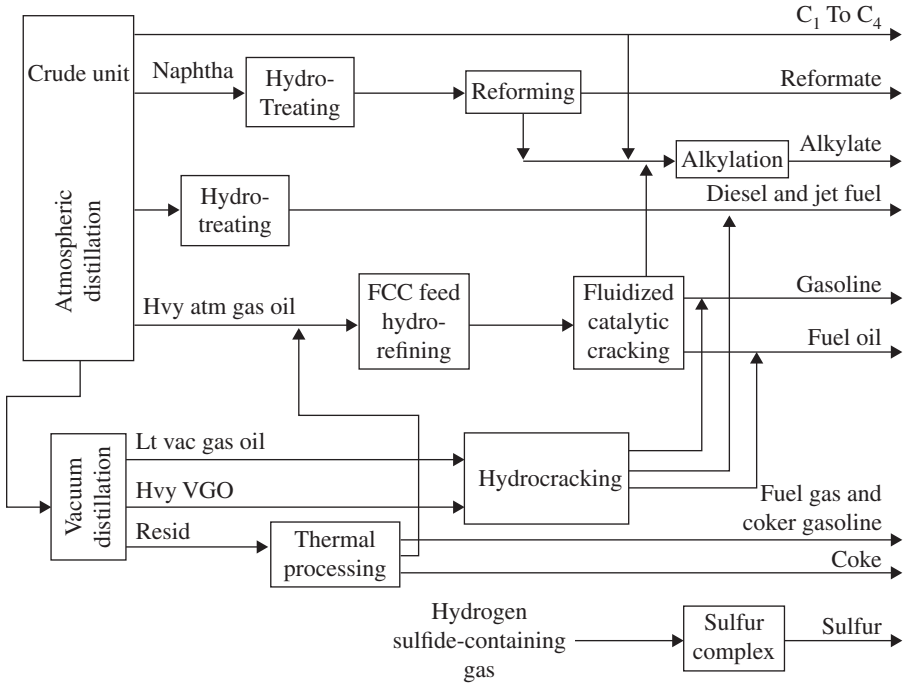 C1 To C4
Crude unit
Naphtha
Hydro-
Treating
Reforming
Reformate
Alkylation
Alkylate
Atmospheric
distillation
Hydro-
treating
Diesel and jet fuel
Hvy atm gas oil
FCC feed
hydro-
refining
Fluidized
catalytic
cracking
Gasoline
Fuel oil
Vacuum
distillation
Lt vac gas oil
Hvy VGO
Resid
Hydrocracking
Thermal
processing
Fuel gas and
coker gasoline
Coke
Hydrogen
sulfide-containing
gas
Sulfur
complex
Sulfur